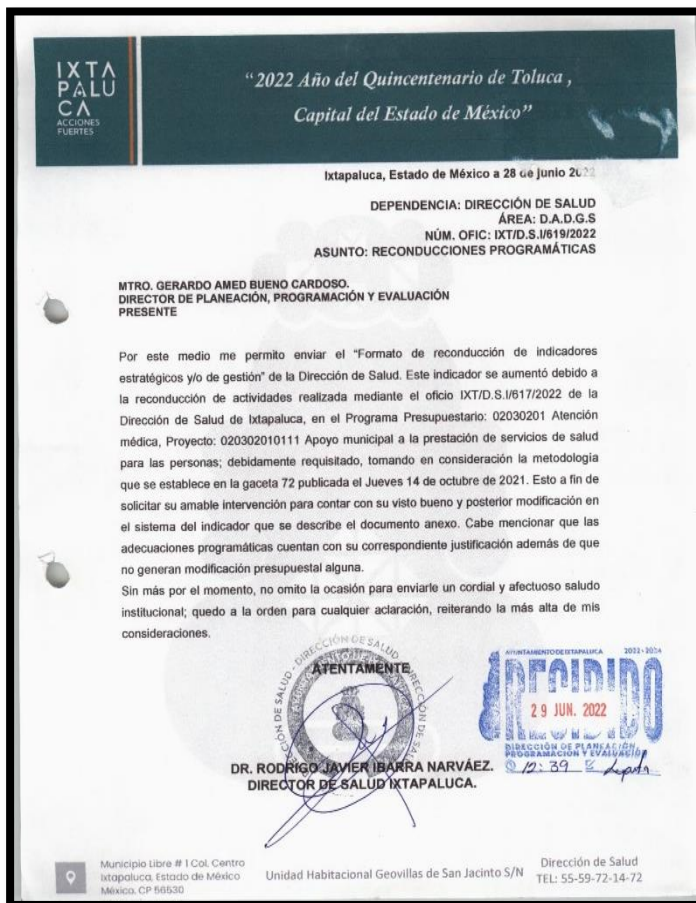 IXTA
PALU
CA
ACCIONES
FUERTES
“2022 Año del Quincentenario de Toluca ,
Capital del Estado de México”
Ixtapaluca, Estado de México a 28 de junio 2022
DEPENDENCIA: DIRECCIÓN DE SALUD
ÁREA: D.A.D.G.S
NÚM. OFIC: IXT/D.S.I/619/2022
ASUNTO: RECONDUCCIONES PROGRAMÁTICAS
MTRO. GERARDO AMED BUENO CARDOSO.
DIRECTOR DE PLANEACIÓN, PROGRAMACIÓN Y EVALUACIÓN
PRESENTE
Por este medio me permito enviar el “Formato de reconducción de indicadores
estratégicos y/o de gestión” de la Dirección de Salud. Este indicador se aumentó debido a
la reconducción de actividades realizada mediante el oficio IXT/D.S.I/617/2022 de la
Dirección de Salud de Ixtapaluca, en el Programa Presupuestario: 02030201 Atención
médica, Proyecto: 020302010111 Apoyo municipal a la prestación de servicios de salud
para las personas; debidamente requisitado, tomando en consideración la metodología
que se establece en la gaceta 72 publicada el Jueves 14 de octubre de 2021. Esto a fin de
solicitar su amable intervención para contar con su visto bueno y posterior modificación en
el sistema del indicador que se describe el documento anexo. Cabe mencionar que las
adecuaciones programáticas cuentan con su correspondiente justificación además de que
no generan modificación presupuestal alguna.
Sin más por el momento, no omito la ocasión para enviarle un cordial y afectuoso saludo
institucional; quedo a la orden para cualquier aclaración, reiterando la más alta de mis
consideraciones.
DIRECCIÓN DE SALUD
ATENTAMENTE
AYUNTAMIENTO DE IXTAPALUCA 2022-2024
RECIBIDO
29 JUN. 2022
DIRECCIÓN DE PLANEACIÓN,
PROGRAMACIÓN Y EVALUACIÓN
12:39
DR. RODRIGO JAVIER IBARRA NARVÁEZ.
DIRECTOR DE SALUD IXTAPALUCA.
Municipio Libre # 1 Col. Centro
Ixtapaluca, Estado de México
México. CP 56530
Unidad Habitacional Geovillas de San Jacinto S/N
Dirección de Salud
TEL: 55-59-72-14-72